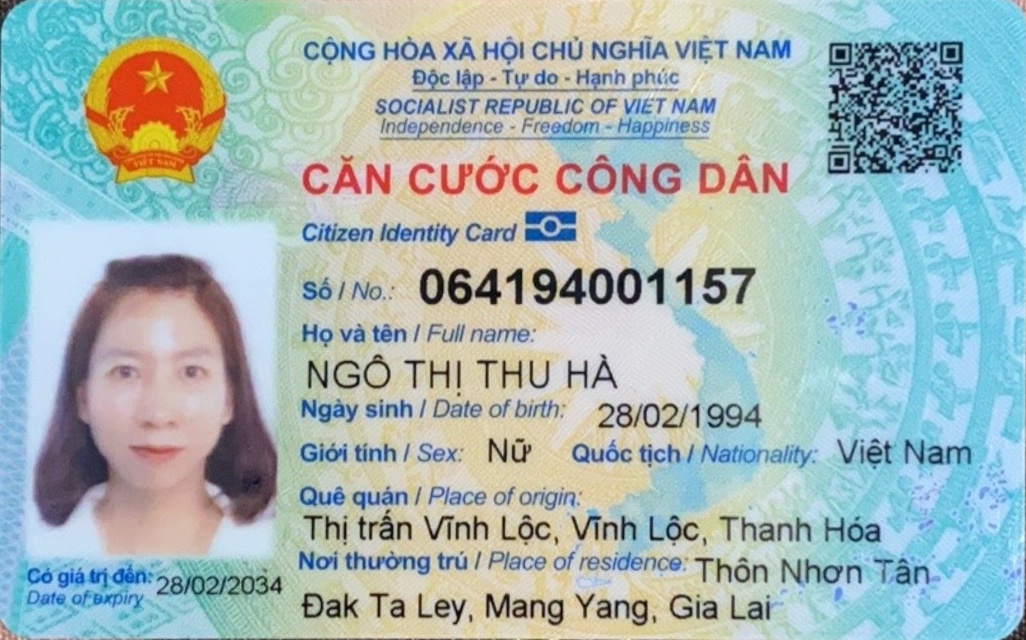 CỘNG HÒA XÃ HỘI CHỦ NGHĨA VIỆT NAM
Độc lập - Tự do - Hạnh phúc
SOCIALIST REPUBLIC OF VIET NAM
Independence - Freedom - Happiness
CĂN CƯỚC CÔNG DÂN
Citizen Identity Card
Số / No.: 064194001157
Họ và tên / Full name:
NGÔ THỊ THU HÀ
Ngày sinh / Date of birth: 28/02/1994
Giới tính / Sex: Nữ Quốc tịch / Nationality: Việt Nam
Quê quán / Place of origin:
Thị trấn Vĩnh Lộc, Vĩnh Lộc, Thanh Hóa
Nơi thường trú / Place of residence: Thôn Nhơn Tân
Đak Ta Ley, Mang Yang, Gia Lai
Có giá trị đến: 28/02/2034
Date of expiry